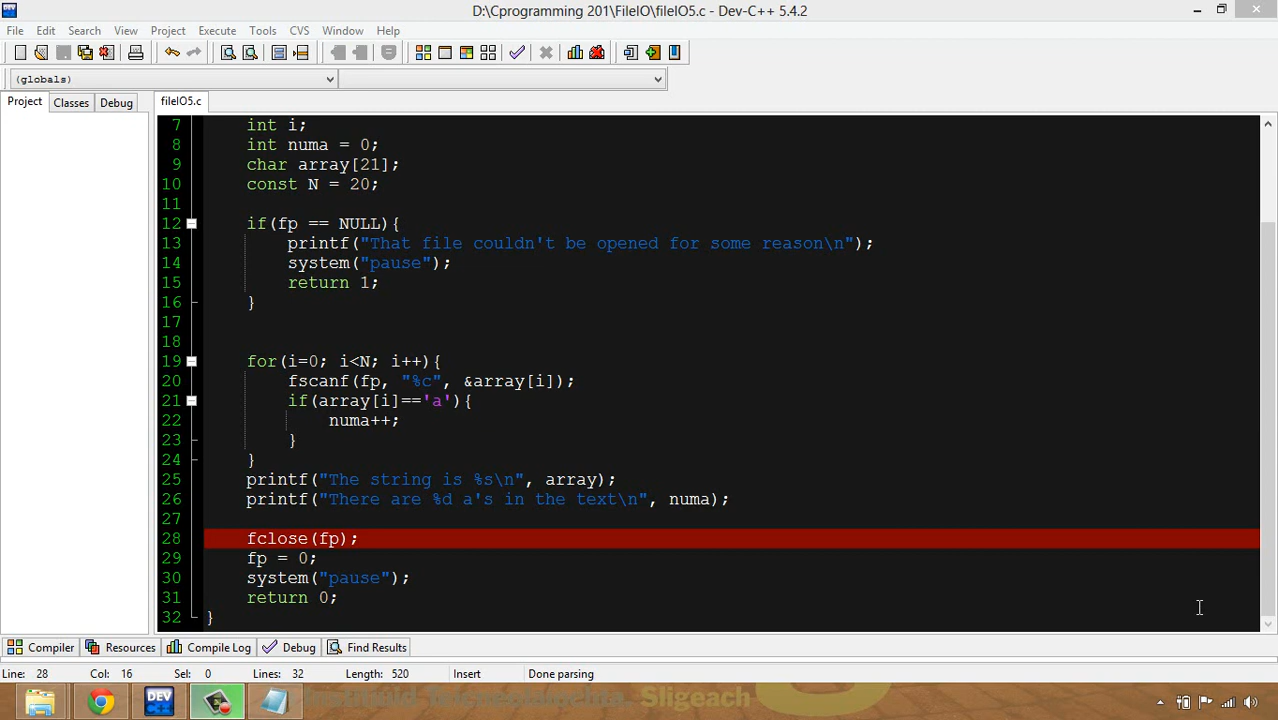 D:\Cprogramming 201\FileIO\fileIO5.c - Dev-C++ 5.4.2
File Edit Search View Project Execute Tools CVS Window Help
(globals)
Project Classes Debug fileIO5.c
7 int i;
8 int numa = 0;
9 char array[21];
10 const N = 20;
11
12 if(fp == NULL){
13 printf("That file couldn't be opened for some reason\n");
14 system("pause");
15 return 1;
16 }
17
18
19 for(i=0; i<N; i++){
20 fscanf(fp, "%c", &array[i]);
21 if(array[i]=='a'){
22 numa++;
23 }
24 }
25 printf("The string is %s\n", array);
26 printf("There are %d a's in the text\n", numa);
27
28 fclose(fp);
29 fp = 0;
30 system("pause");
31 return 0;
32 }
Compiler Resources Compile Log Debug Find Results
Line: 28 Col: 16 Sel: 0 Lines: 32 Length: 520 Insert Done parsing
DEV Sligeach